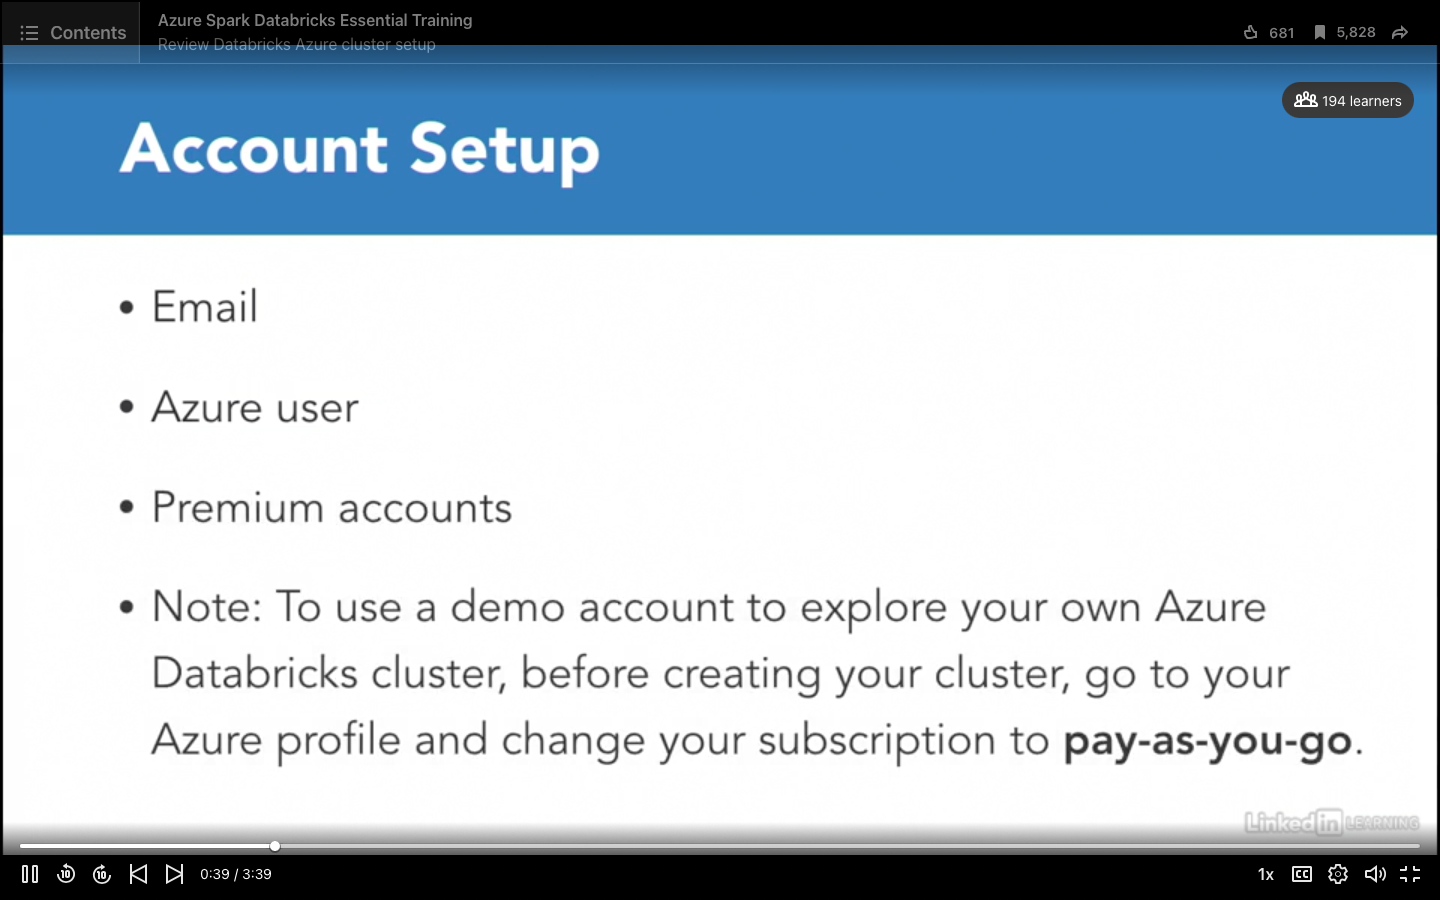 Contents
Azure Spark Databricks Essential Training
Review Databricks Azure cluster setup
681
5,828
194 learners
Account Setup
• Email
• Azure user
• Premium accounts
• Note: To use a demo account to explore your own Azure
Databricks cluster, before creating your cluster, go to your
Azure profile and change your subscription to pay-as-you-go.
Linked in LEARNING
10
10
0:39 / 3:39
1x
CC